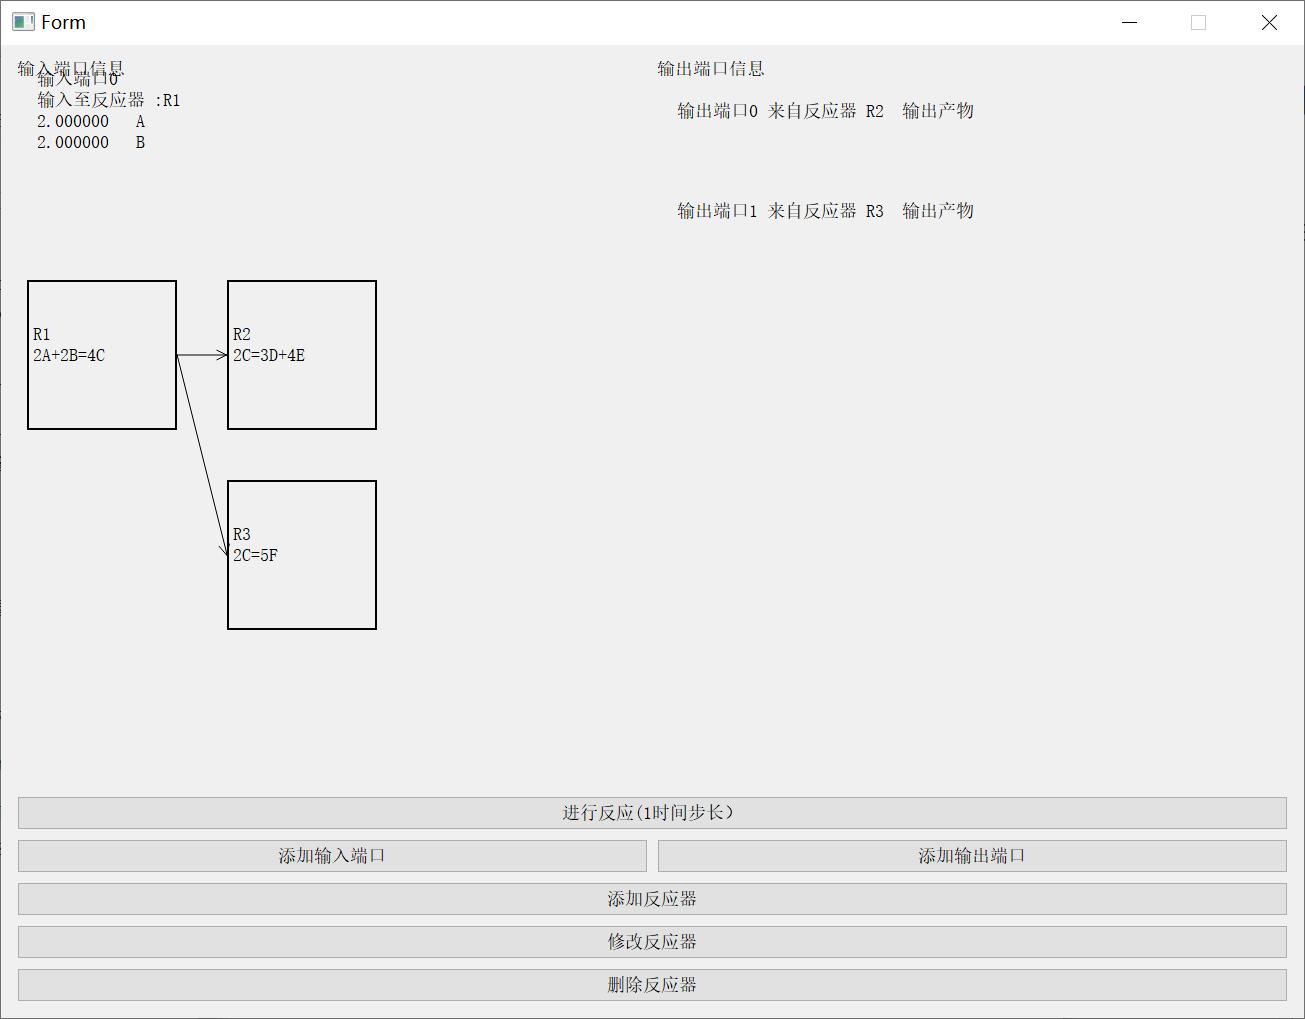 Form
输入端口信息
输入端口0
输入至反应器 :R1
2.000000   A
2.000000   B
输出端口信息
输出端口0 来自反应器 R2  输出产物
输出端口1 来自反应器 R3  输出产物
R1
2A+2B=4C
R2
2C=3D+4E
R3
2C=5F
进行反应(1时间步长）
添加输入端口
添加输出端口
添加反应器
修改反应器
删除反应器